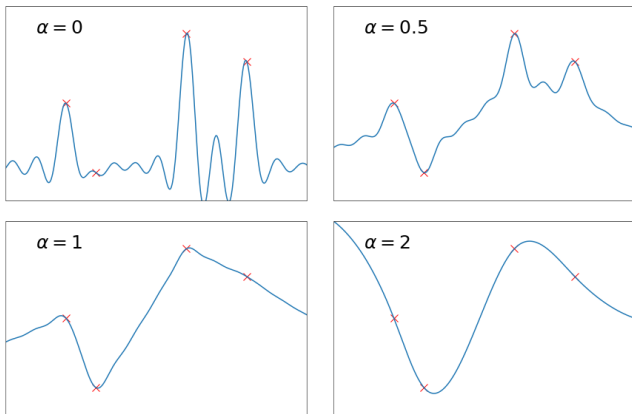 α = 0
α = 0.5
α = 1
α = 2